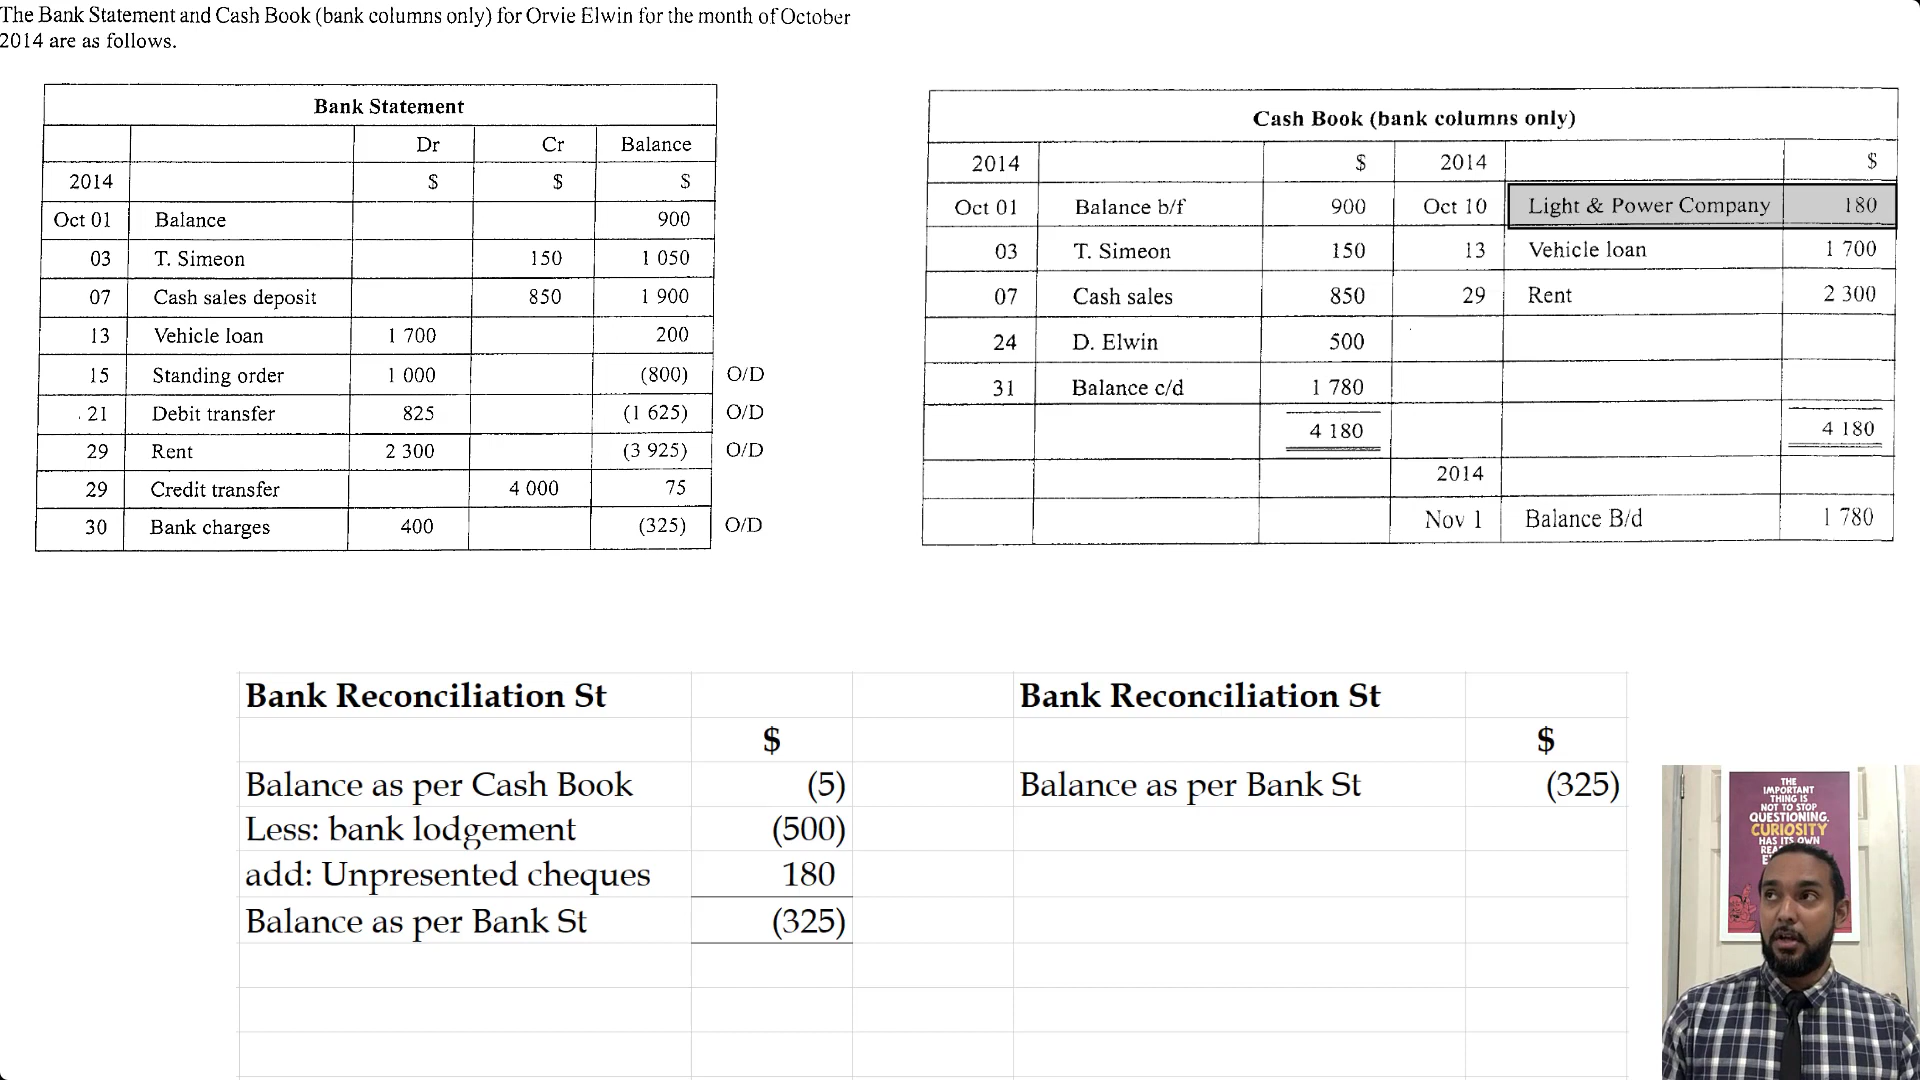 The Bank Statement and Cash Book (bank columns only) for Orvie Elwin for the month of October
2014 are as follows.
Bank Statement
Dr Cr Balance
2014 $ $ $
Oct 01 Balance 900
03 T. Simeon 150 1 050
07 Cash sales deposit 850 1 900
13 Vehicle loan 1 700 200
15 Standing order 1 000 (800) O/D
21 Debit transfer 825 (1 625) O/D
29 Rent 2 300 (3 925) O/D
29 Credit transfer 4 000 75
30 Bank charges 400 (325) O/D
Cash Book (bank columns only)
2014 $ 2014 $
Oct 01 Balance b/f 900 Oct 10 Light & Power Company 180
03 T. Simeon 150 13 Vehicle loan 1 700
07 Cash sales 850 29 Rent 2 300
24 D. Elwin 500
31 Balance c/d 1 780
4 180 4 180
2014
Nov 1 Balance B/d 1 780
Bank Reconciliation St
$
Balance as per Cash Book (5)
Less: bank lodgement (500)
add: Unpresented cheques 180
Balance as per Bank St (325)
Bank Reconciliation St
$
Balance as per Bank St (325)
THE
IMPORTANT
THING IS
NOT TO STOP
QUESTIONING.
CURIOSITY
HAS ITS OWN